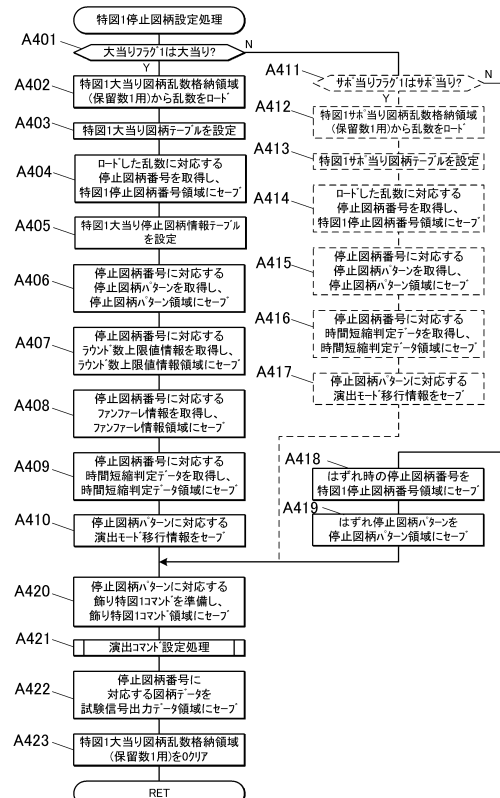 特図1停止図柄設定処理
A401
大当りフラグ1は大当り?
N
Y
A402
特図1大当り図柄乱数格納領域
(保留数1用)から乱数をロード
A403
特図1大当り図柄テーブルを設定
A404
ロードした乱数に対応する
停止図柄番号を取得し、
特図1停止図柄番号領域にセーブ
A405
特図1大当り停止図柄情報テーブル
を設定
A406
停止図柄番号に対応する
停止図柄パターンを取得し、
停止図柄パターン領域にセーブ
A407
停止図柄番号に対応する
ラウンド数上限値情報を取得し、
ラウンド数上限値情報領域にセーブ
A408
停止図柄番号に対応する
ファンファーレ情報を取得し、
ファンファーレ情報領域にセーブ
A409
停止図柄番号に対応する
時間短縮判定データを取得し、
時間短縮判定データ領域にセーブ
A410
停止図柄パターンに対応する
演出モード移行情報をセーブ
A411
サポ当りフラグ1はサポ当り?
N
Y
A412
特図1サポ当り図柄乱数格納領域
(保留数1用)から乱数をロード
A413
特図1サポ当り図柄テーブルを設定
A414
ロードした乱数に対応する
停止図柄番号を取得し、
特図1停止図柄番号領域にセーブ
A415
停止図柄番号に対応する
停止図柄パターンを取得し、
停止図柄パターン領域にセーブ
A416
停止図柄番号に対応する
時間短縮判定データを取得し、
時間短縮判定データ領域にセーブ
A417
停止図柄パターンに対応する
演出モード移行情報をセーブ
A418
はずれ時の停止図柄番号を
特図1停止図柄番号領域にセーブ
A419
はずれ停止図柄パターンを
停止図柄パターン領域にセーブ
A420
停止図柄パターンに対応する
飾り特図1コマンドを準備し、
飾り特図1コマンド領域にセーブ
A421
演出コマンド設定処理
A422
停止図柄番号に
対応する図柄データを
試験信号出力データ領域にセーブ
A423
特図1大当り図柄乱数格納領域
(保留数1用)を0クリア
RET